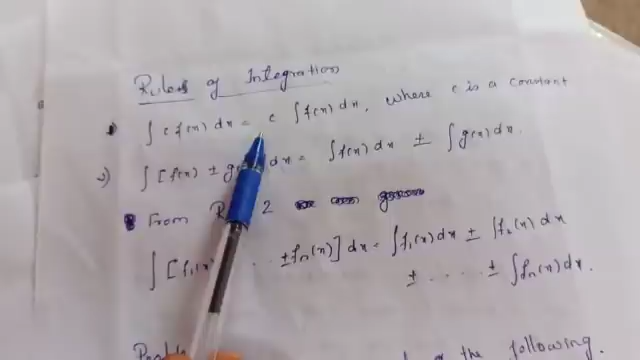 Rules of Integration
1) ∫ c f(x) dx = c ∫ f(x) dx, where c is a constant
2) ∫ [f(x) ± g dx = ∫ f(x) dx ± ∫ g(x) dx.
From R 2
∫ [f₁(x) . . ± fn(x)] dx = ∫ f₁(x) dx ± ∫ f₂(x) dx
± . . . . ± ∫ fn(x) dx.
of the following.